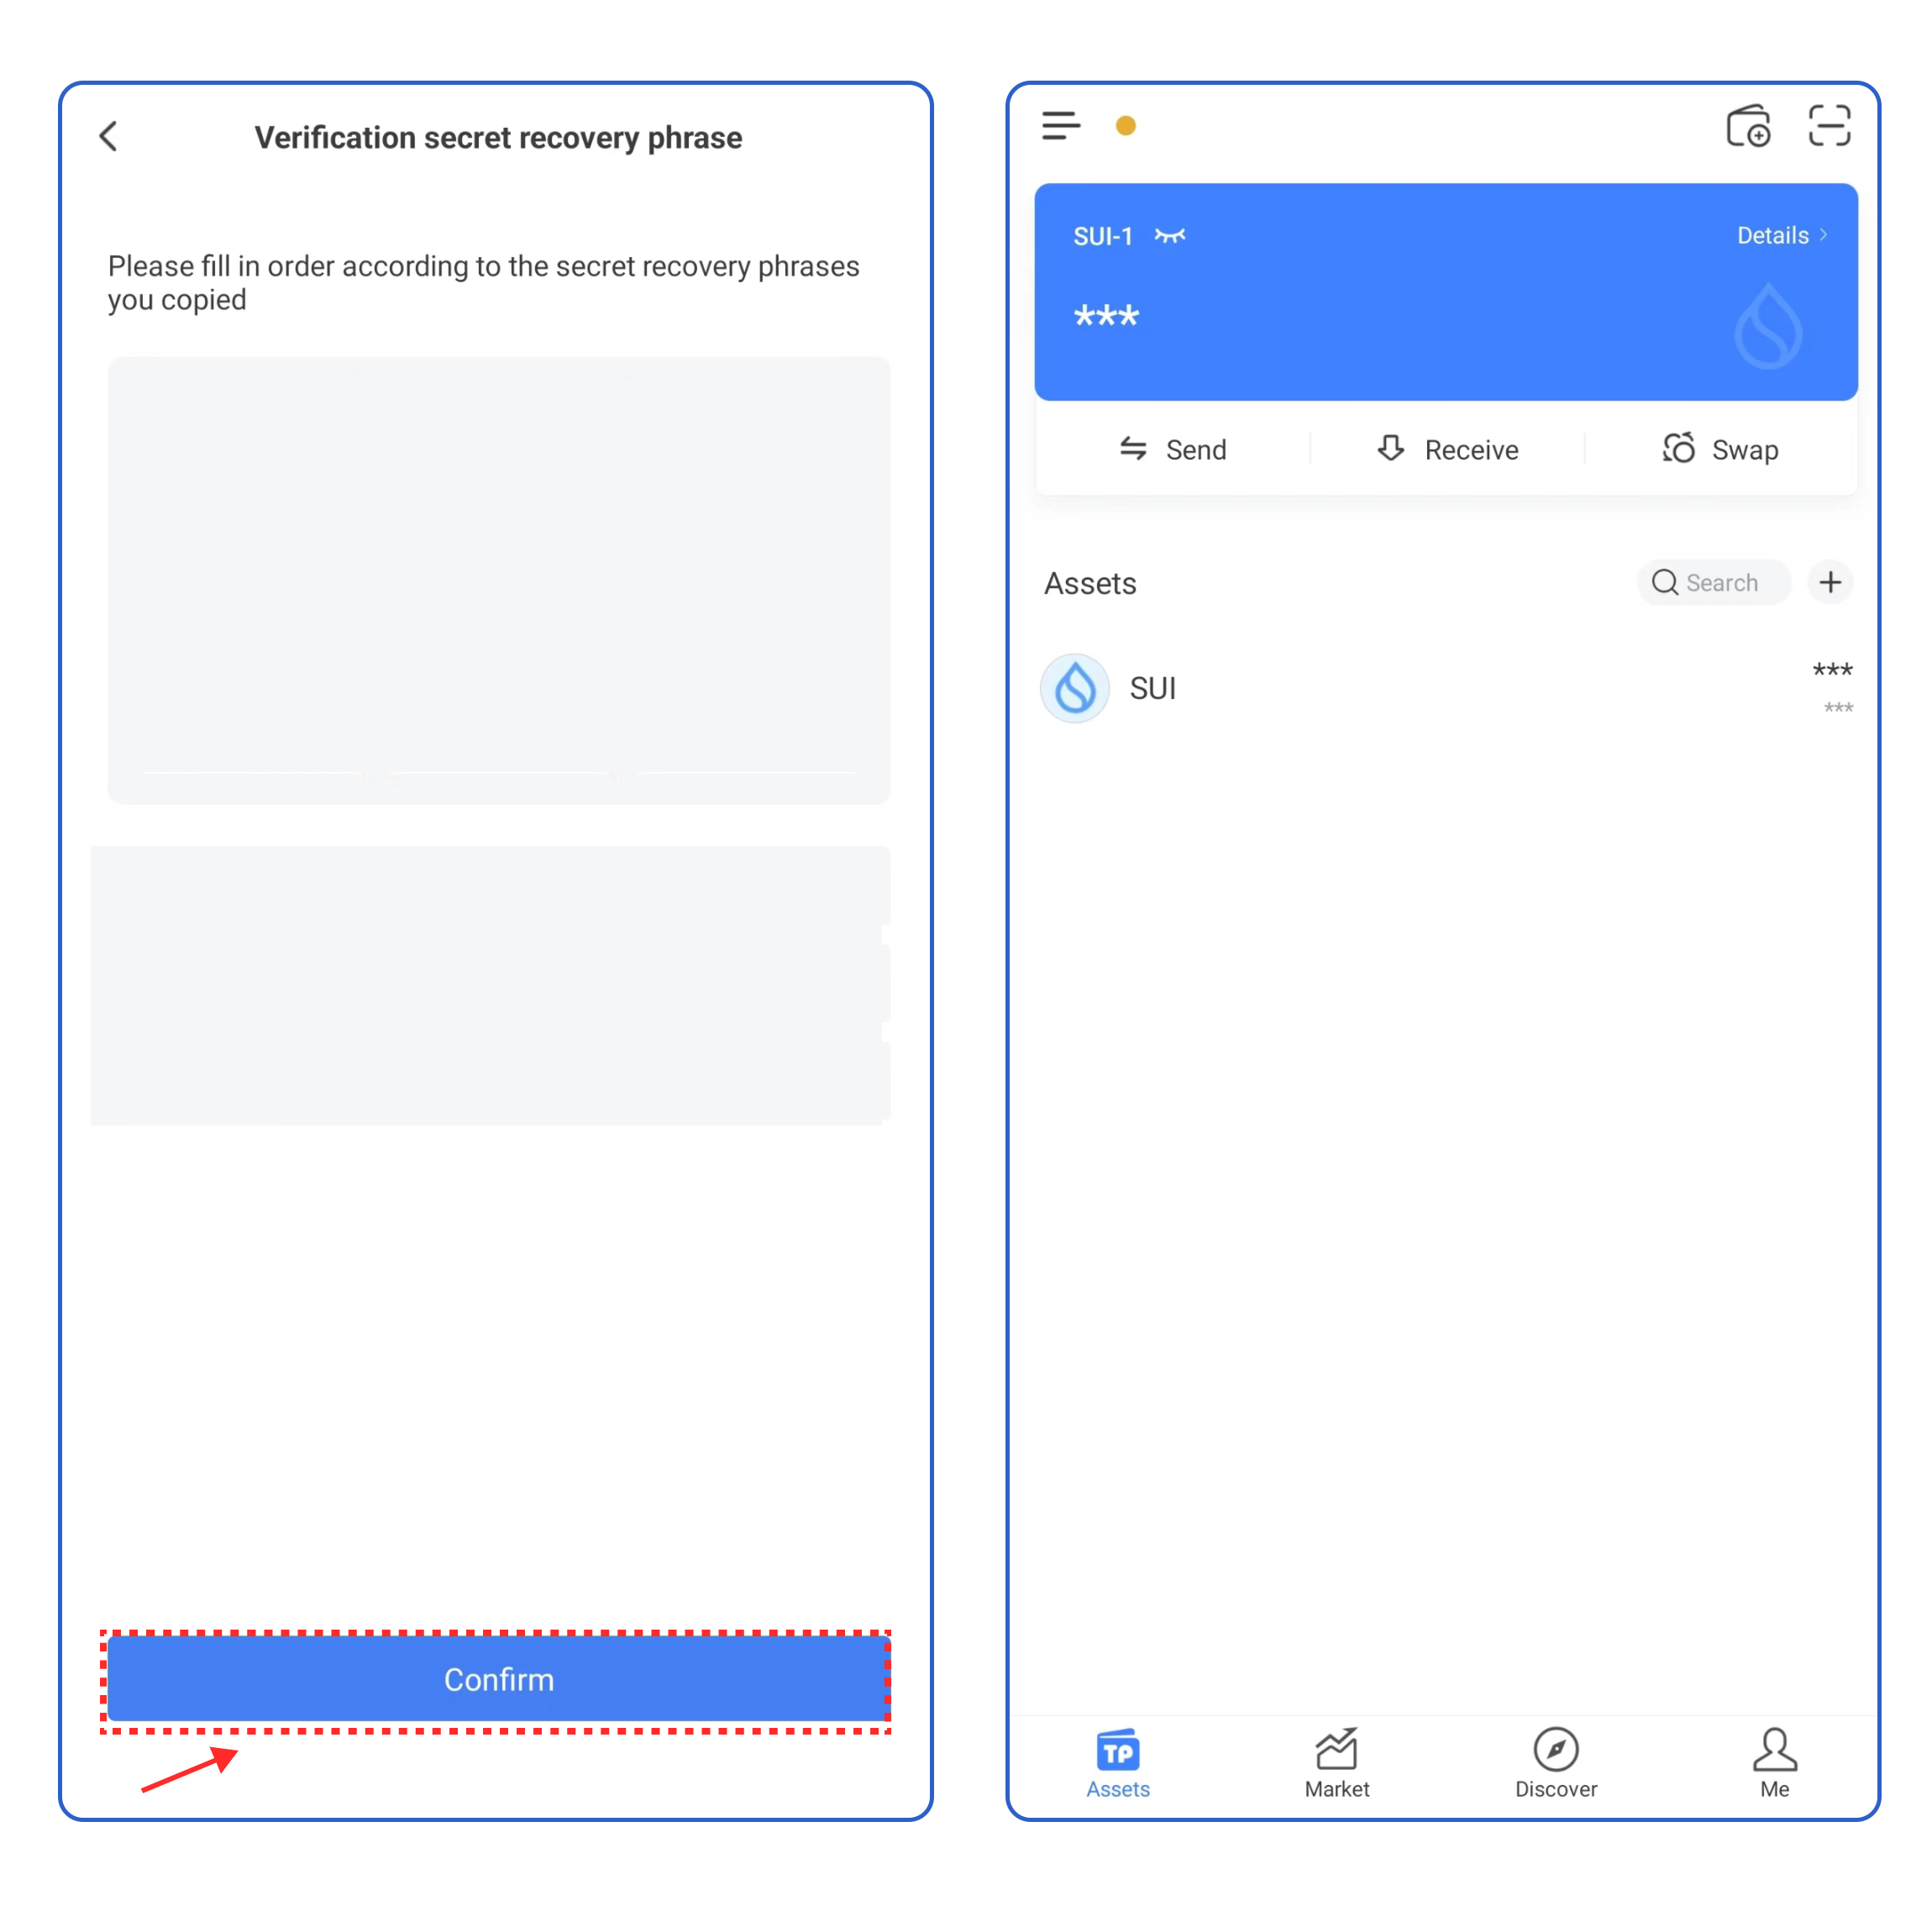 Verification secret recovery phrase
Please fill in order according to the secret recovery phrases
you copied
Confirm
SUI-1
Details
***
Send
Receive
Swap
Assets
Search
SUI
***
***
TP
Assets
Market
Discover
Me